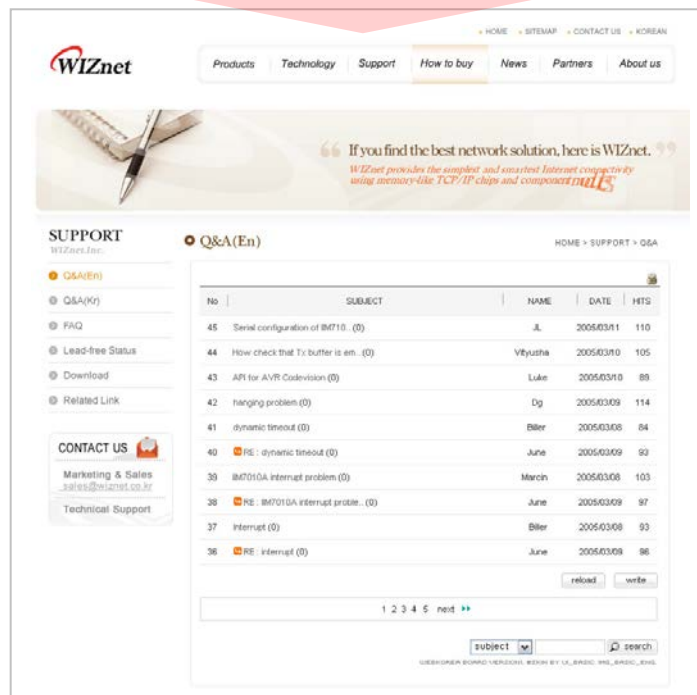 HOME SITEMAP CONTACT US KOREAN
WIZnet
Products Technology Support How to buy News Partners About us
“ If you find the best network solution, here is WIZnet. ”
WIZnet provides the simplest and smartest Internet connectivity
using memory-like TCP/IP chips and component
SUPPORT
WIZnet.Inc.
Q&A(En)
HOME > SUPPORT > Q&A
Q&A(En)
Q&A(Kr)
FAQ
Lead-free Status
Download
Related Link
CONTACT US
Marketing & Sales
sales@wiznet.co.kr
Technical Support
No SUBJECT NAME DATE HITS
45 Serial configuration of IIM710.. (0) JL 2005/03/11 110
44 How check that Tx buffer is em.. (0) Vityusha 2005/03/10 105
43 API for AVR Codevision (0) Luke 2005/03/10 89
42 hanging problem (0) Dg 2005/03/09 114
41 dynamic timeout (0) Biller 2005/03/08 84
40 RE : dynamic timeout (0) June 2005/03/09 93
39 IIM7010A interrupt problem (0) Marcin 2005/03/08 103
38 RE : IIM7010A interrupt proble.. (0) June 2005/03/09 97
37 Interrupt (0) Biller 2005/03/08 93
36 RE : interrupt (0) June 2005/03/09 96
reload write
1 2 3 4 5 next
subject search